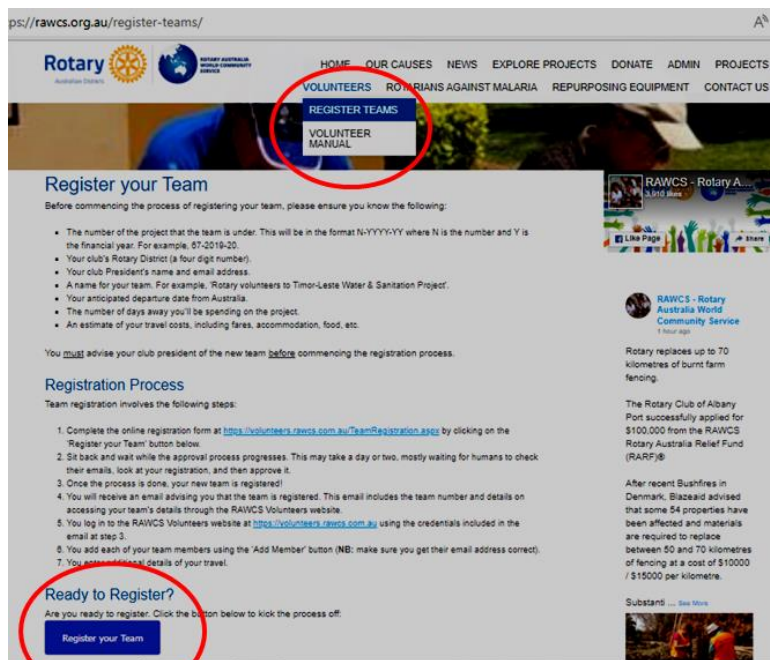 ps://rawcs.org.au/register-teams/
Rotary
Australian Districts
ROTARY AUSTRALIA
WORLD COMMUNITY
SERVICE
HOME OUR CAUSES NEWS EXPLORE PROJECTS DONATE ADMIN PROJECTS
VOLUNTEERS ROTARIANS AGAINST MALARIA REPURPOSING EQUIPMENT CONTACT US
REGISTER TEAMS
VOLUNTEER
MANUAL
Register your Team
Before commencing the process of registering your team, please ensure you know the following:
• The number of the project that the team is under. This will be in the format N-YYYY-YY where N is the number and Y is
the financial year. For example, 67-2019-20.
• Your club's Rotary District (a four digit number).
• Your club President's name and email address.
• A name for your team. For example, 'Rotary volunteers to Timor-Leste Water & Sanitation Project'.
• Your anticipated departure date from Australia.
• The number of days away you'll be spending on the project.
• An estimate of your travel costs, including fares, accommodation, food, etc.
You must advise your club president of the new team before commencing the registration process.
Registration Process
Team registration involves the following steps:
1. Complete the online registration form at https://volunteers.rawcs.com.au/TeamRegistration.aspx by clicking on the
'Register your Team' button below.
2. Sit back and wait while the approval process progresses. This may take a day or two, mostly waiting for humans to check
their emails, look at your registration, and then approve it.
3. Once the process is done, your new team is registered!
4. You will receive an email advising you that the team is registered. This email includes the team number and details on
accessing your team's details through the RAWCS Volunteers website.
5. You log in to the RAWCS Volunteers website at https://volunteers.rawcs.com.au using the credentials included in the
email at step 3.
6. You add each of your team members using the 'Add Member' button (NB: make sure you get their email address correct).
7. You enter additional details of your travel.
Ready to Register?
Are you ready to register. Click the button below to kick the process off:
Register your Team
RAWCS - Rotary A...
3,910 likes
Like Page
Share
RAWCS - Rotary
Australia World
Community Service
1 hour ago
Rotary replaces up to 70
kilometres of burnt farm
fencing.
The Rotary Club of Albany
Port successfully applied for
$100,000 from the RAWCS
Rotary Australia Relief Fund
(RARF)®
After recent Bushfires in
Denmark, Blazeaid advised
that some 54 properties have
been affected and materials
are required to replace
between 50 and 70 kilometres
of fencing at a cost of $10000
/ $15000 per kilometre.
Substanti ... See More